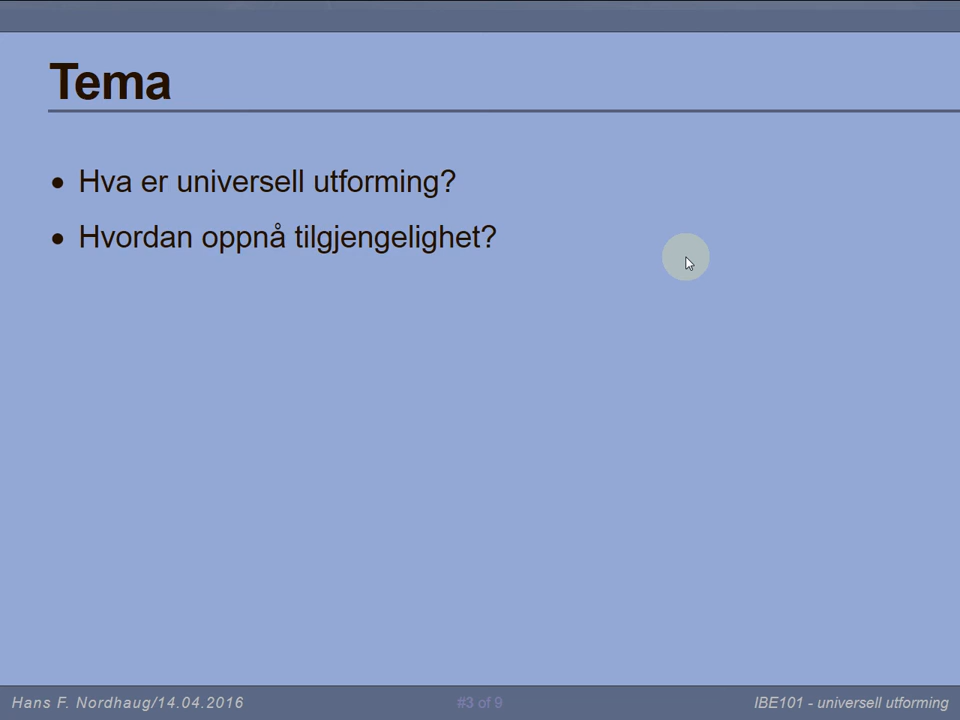 Tema
• Hva er universell utforming?
• Hvordan oppnå tilgjengelighet?
Hans F. Nordhaug/14.04.2016
#3 of 9
IBE101 - universell utforming